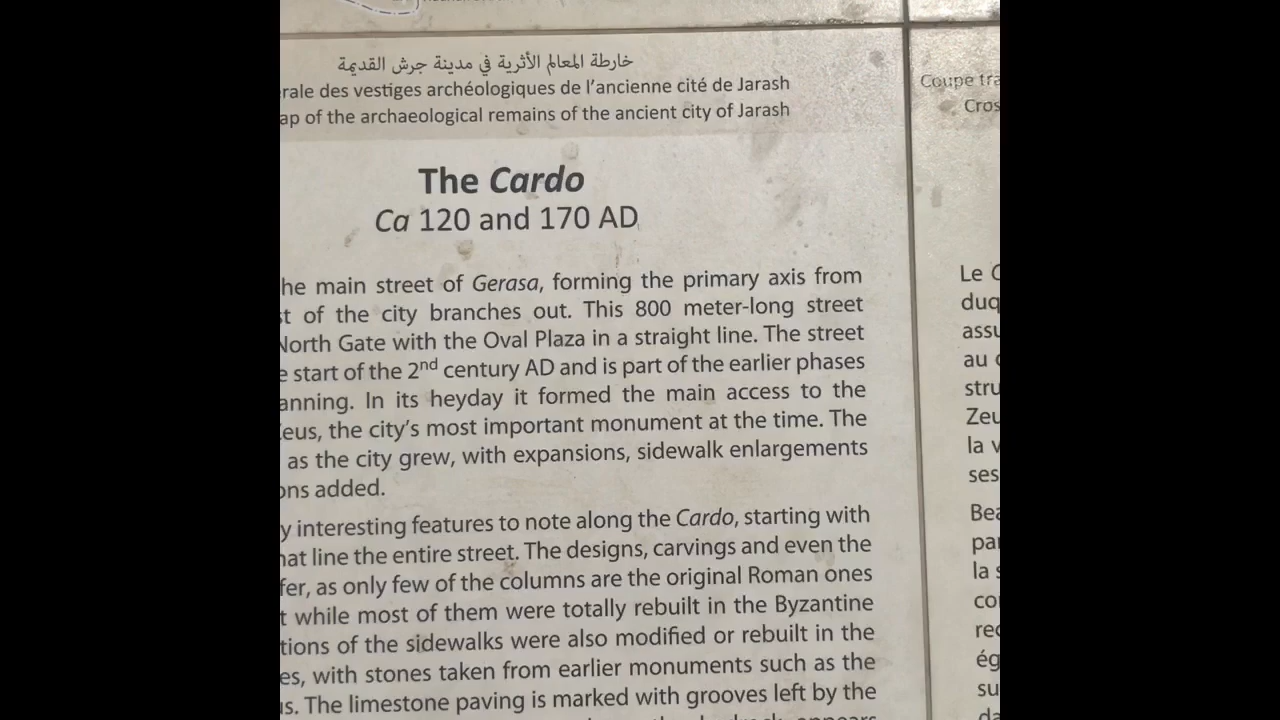 خارطة المعالم الأثرية في مدينة جرش القديمة
rale des vestiges archéologiques de l'ancienne cité de Jarash
ap of the archaeological remains of the ancient city of Jarash
The Cardo
Ca 120 and 170 AD
he main street of Gerasa, forming the primary axis from
st of the city branches out. This 800 meter-long street
North Gate with the Oval Plaza in a straight line. The street
e start of the 2nd century AD and is part of the earlier phases
anning. In its heyday it formed the main access to the
Zeus, the city's most important monument at the time. The
as the city grew, with expansions, sidewalk enlargements
ons added.
y interesting features to note along the Cardo, starting with
hat line the entire street. The designs, carvings and even the
fer, as only few of the columns are the original Roman ones
t while most of them were totally rebuilt in the Byzantine
tions of the sidewalks were also modified or rebuilt in the
es, with stones taken from earlier monuments such as the
us. The limestone paving is marked with grooves left by the
Coupe tra
Cros
Le C
duq
assu
au
stru
Zeu
la v
ses
Bea
par
la s
co
rec
ég
su
da